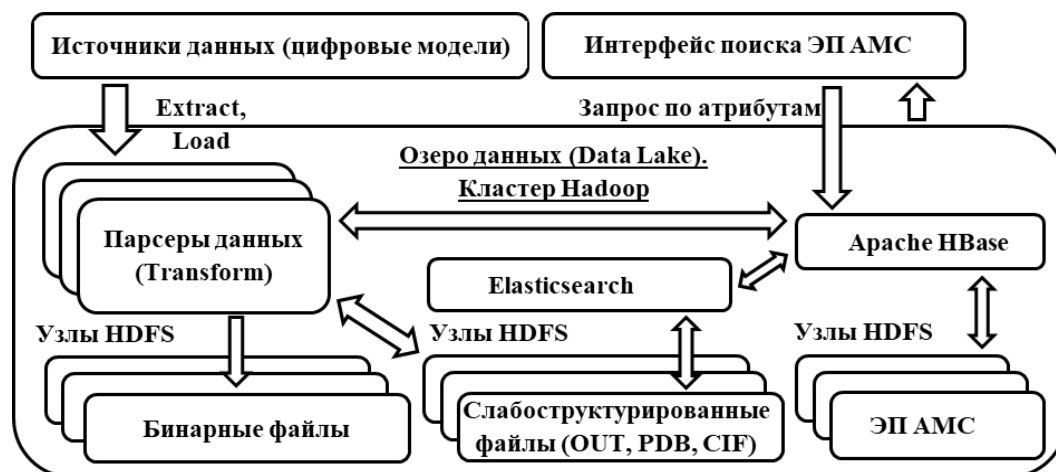 Источники данных (цифровые модели)
Интерфейс поиска ЭП АМС
Extract,
Load
Запрос по атрибутам
Озеро данных (Data Lake).
Кластер Hadoop
Парсеры данных
(Transform)
Apache HBase
Elasticsearch
Узлы HDFS
Узлы HDFS
Узлы HDFS
Бинарные файлы
Слабоструктурированные
файлы (OUT, PDB, CIF)
ЭП АМС